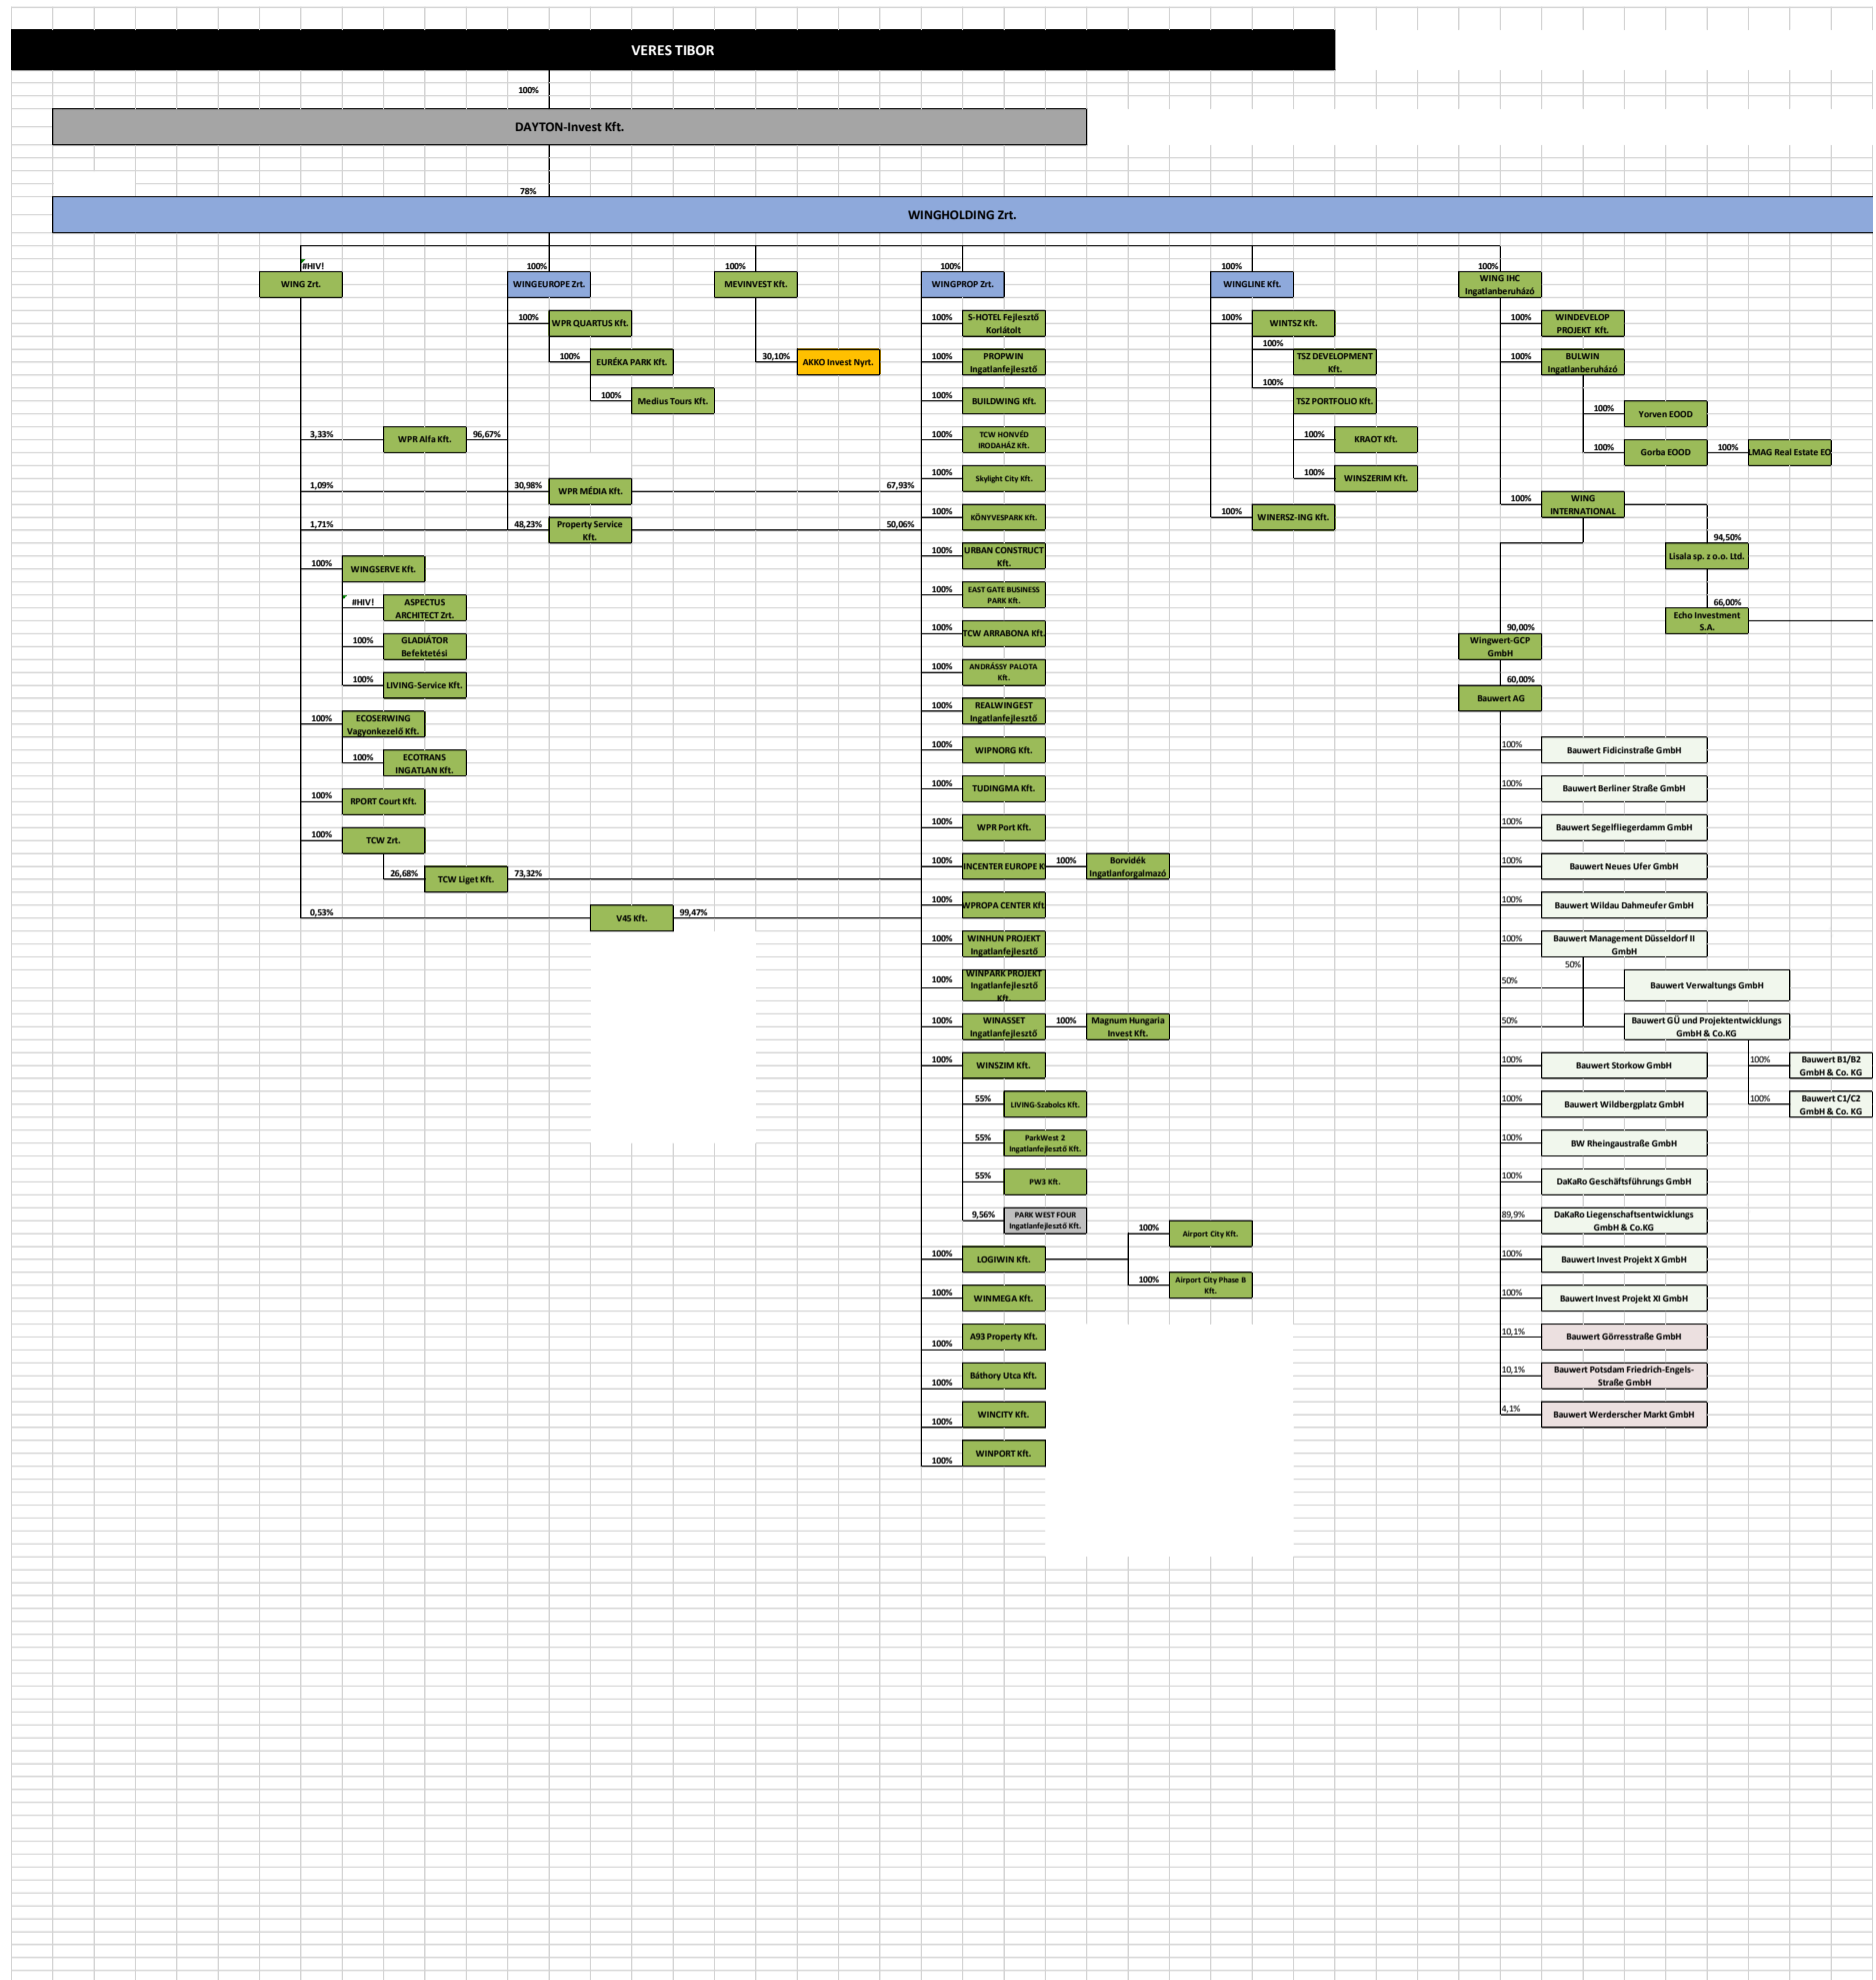 VERES TIBOR
100%
DAYTON-Invest Kft.
78%
WINGHOLDING Zrt.
#HIV!
WING Zrt.
3,33%
WPR Alfa Kft.
96,67%
1,09%
1,71%
100%
WINGSERVE Kft.
#HIV!
ASPECTUS
ARCHITECT Zrt.
100%
GLADIÁTOR
Befektetési
100%
LIVING-Service Kft.
100%
ECOSERWING
Vagyonkezelő Kft.
100%
ECOTRANS
INGATLAN Kft.
100%
RPORT Court Kft.
100%
TCW Zrt.
26,68%
TCW Liget Kft.
73,32%
0,53%
V45 Kft.
99,47%
100%
WINGEUROPE Zrt.
100%
WPR QUARTUS Kft.
100%
EURÉKA PARK Kft.
100%
Medius Tours Kft.
30,98%
WPR MÉDIA Kft.
67,93%
48,23%
Property Service
Kft.
50,06%
100%
MEVINVEST Kft.
30,10%
AKKO Invest Nyrt.
100%
WINGPROP Zrt.
100%
S-HOTEL Fejlesztő
Korlátolt
100%
PROPWIN
Ingatlanfejlesztő
100%
BUILDWING Kft.
100%
TCW HONVÉD
IRODAHÁZ Kft.
100%
Skylight City Kft.
100%
KÖNYVESPARK Kft.
100%
URBAN CONSTRUCT
Kft.
100%
EAST GATE BUSINESS
PARK Kft.
100%
TCW ARRABONA Kft.
100%
ANDRÁSSY PALOTA
Kft.
100%
REALWINGEST
Ingatlanfejlesztő
100%
WIPNORG Kft.
100%
TUDINGMA Kft.
100%
WPR Port Kft.
100%
INCENTER EUROPE K
100%
Borvidék
Ingatlanforgalmazó
100%
WPROPA CENTER Kft
100%
WINHUN PROJEKT
Ingatlanfejlesztő
100%
WINPARK PROJEKT
Ingatlanfejlesztő
Kft.
100%
WINASSET
Ingatlanfejlesztő
100%
Magnum Hungaria
Invest Kft.
100%
WINSZIM Kft.
55%
LIVING-Szabolcs Kft.
55%
ParkWest 2
Ingatlanfejlesztő Kft.
55%
PW3 Kft.
9,56%
PARK WEST FOUR
Ingatlanfejlesztő Kft.
100%
LOGIWIN Kft.
100%
Airport City Kft.
100%
Airport City Phase B
Kft.
100%
WINMEGA Kft.
100%
A93 Property Kft.
100%
Báthory Utca Kft.
100%
WINCITY Kft.
100%
WINPORT Kft.
100%
WINGLINE Kft.
100%
WINTSZ Kft.
100%
TSZ DEVELOPMENT
Kft.
100%
TSZ PORTFOLIO Kft.
100%
KRAOT Kft.
100%
WINSZERIM Kft.
100%
WINERSZ-ING Kft.
100%
WING IHC
Ingatlanberuházó
100%
WINDEVELOP
PROJEKT Kft.
100%
BULWIN
Ingatlanberuházó
100%
Yorven EOOD
100%
Gorba EOOD
100%
LMAG Real Estate EO
100%
WING
INTERNATIONAL
94,50%
Lisala sp. z o.o. Ltd.
66,00%
Echo Investment
S.A.
90,00%
Wingwert-GCP
GmbH
60,00%
Bauwert AG
100%
Bauwert Fidicinstraße GmbH
100%
Bauwert Berliner Straße GmbH
100%
Bauwert Segelfliegerdamm GmbH
100%
Bauwert Neues Ufer GmbH
100%
Bauwert Wildau Dahmeufer GmbH
100%
Bauwert Management Düsseldorf II
GmbH
50%
50%
Bauwert Verwaltungs GmbH
50%
Bauwert GÜ und Projektentwicklungs
GmbH & Co.KG
100%
Bauwert Storkow GmbH
100%
Bauwert B1/B2
GmbH & Co. KG
100%
Bauwert Wildbergplatz GmbH
100%
Bauwert C1/C2
GmbH & Co. KG
100%
BW Rheingaustraße GmbH
100%
DaKaRo Geschäftsführungs GmbH
89,9%
DaKaRo Liegenschaftsentwicklungs
GmbH & Co.KG
100%
Bauwert Invest Projekt X GmbH
100%
Bauwert Invest Projekt XI GmbH
10,1%
Bauwert Görresstraße GmbH
10,1%
Bauwert Potsdam Friedrich-Engels-
Straße GmbH
4,1%
Bauwert Werderscher Markt GmbH